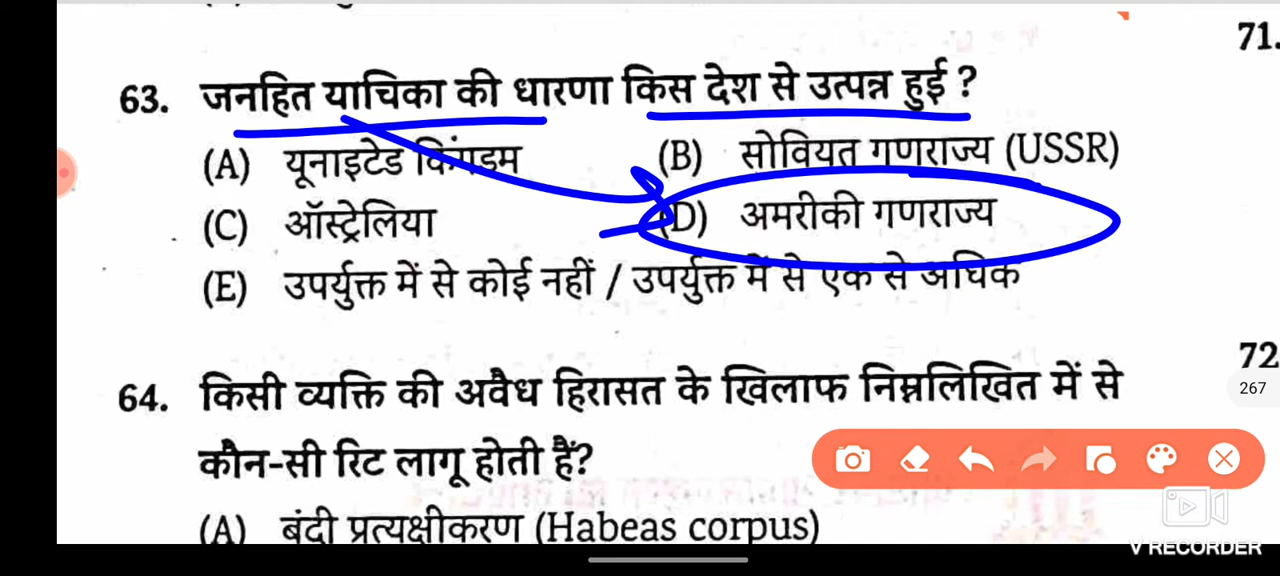 71.
63. जनहित याचिका की धारणा किस देश से उत्पन्न हुई ?
(A) यूनाइटेड किंगडम (B) सोवियत गणराज्य (USSR)
(C) ऑस्ट्रेलिया (D) अमरीकी गणराज्य
(E) उपर्युक्त में से कोई नहीं / उपर्युक्त में से एक से अधिक
72
267
64. किसी व्यक्ति की अवैध हिरासत के खिलाफ निम्नलिखित में से
कौन-सी रिट लागू होती हैं?
(A) बंदी प्रत्यक्षीकरण (Habeas corpus)
V RECORDER